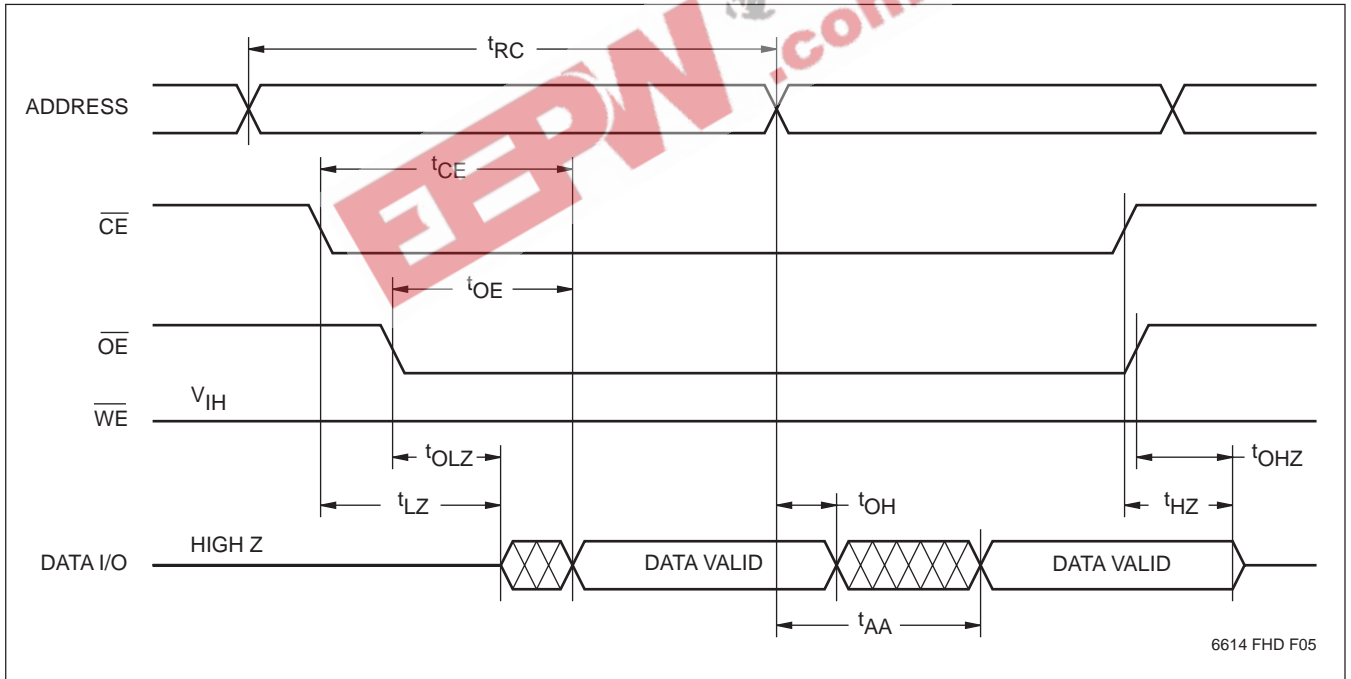 EEPW.com
tRC
ADDRESS
tCE
CE
tOE
OE
VIH
WE
tOLZ
tOHZ
tLZ
tOH
tHZ
HIGH Z
DATA I/O
DATA VALID
DATA VALID
tAA
6614 FHD F05